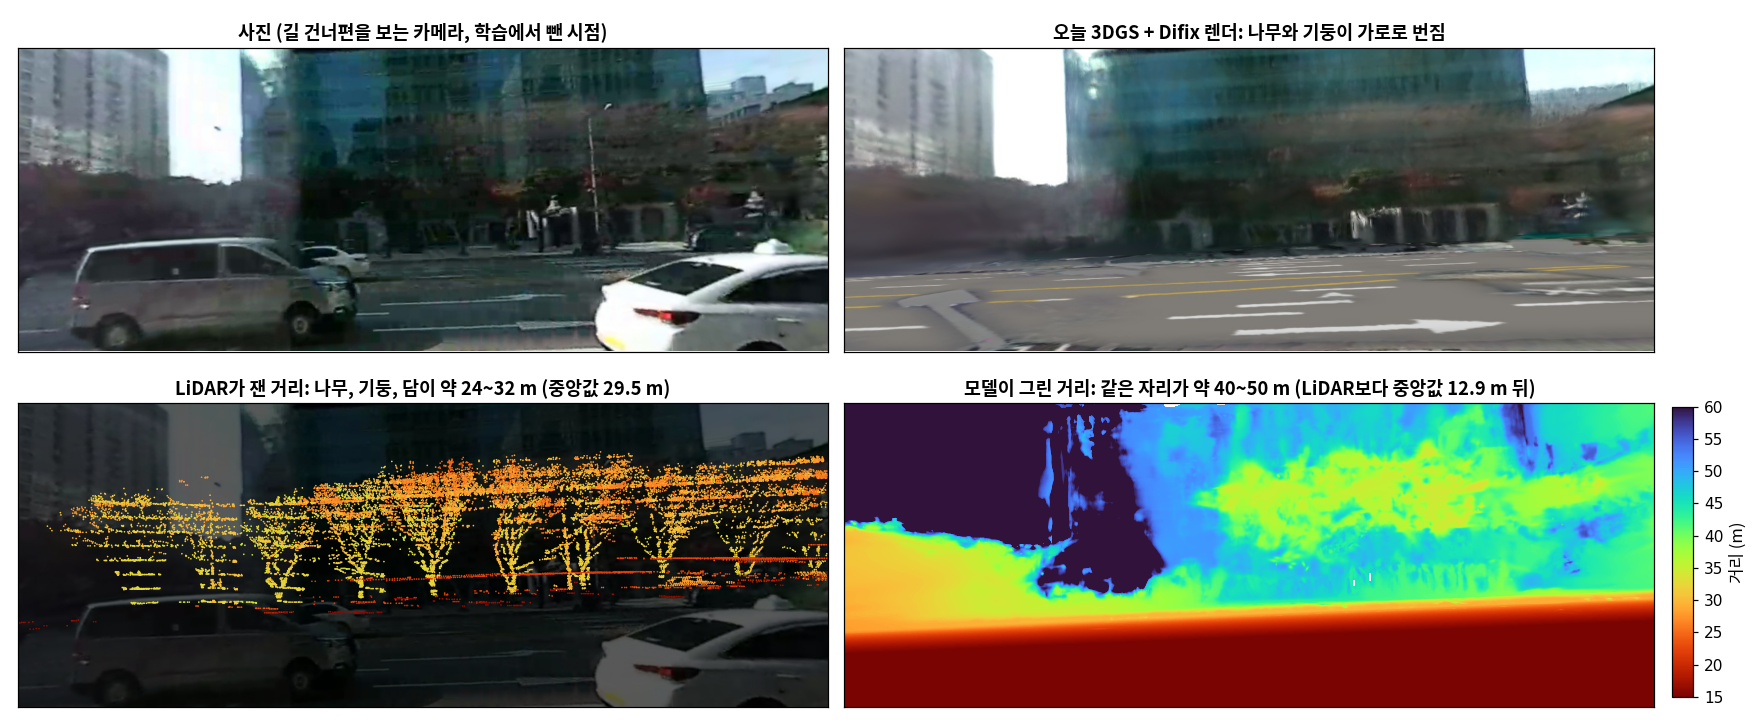 사진 (길 건너편을 보는 카메라, 학습에서 뺀 시점)
오늘 3DGS + Difix 렌더: 나무와 기둥이 가로로 번짐
LiDAR가 잰 거리: 나무, 기둥, 담이 약 24~32 m (중앙값 29.5 m)
모델이 그린 거리: 같은 자리가 약 40~50 m (LiDAR보다 중앙값 12.9 m 뒤)
60
55
50
45
40
35
30
25
20
15
거리 (m)